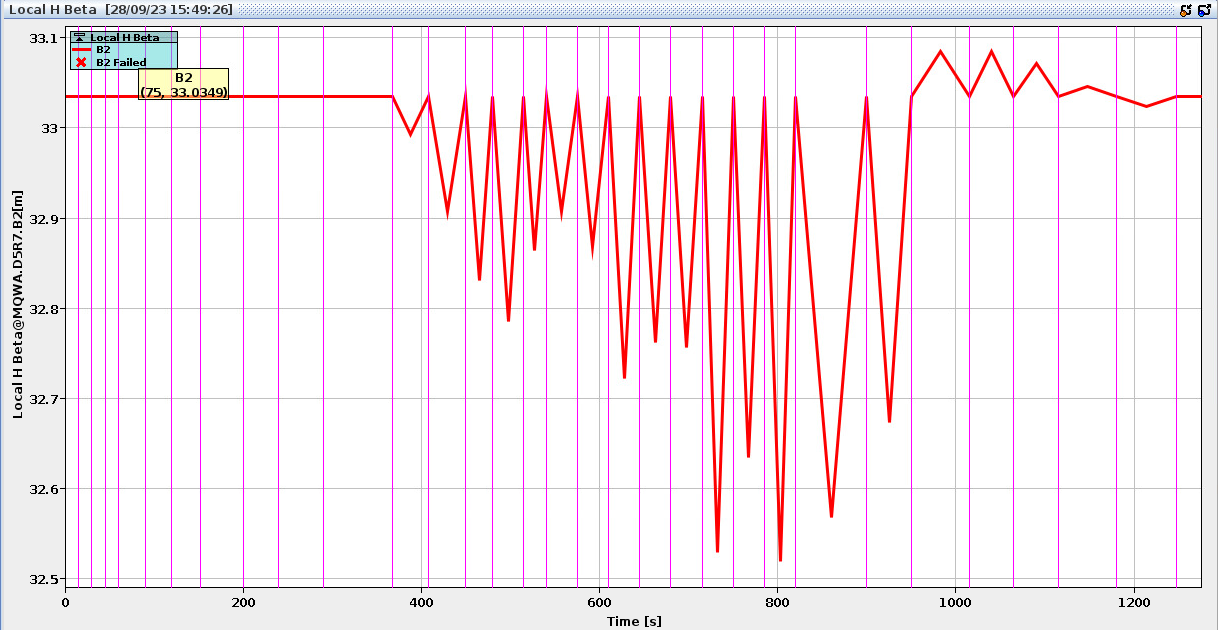 Local H Beta [28/09/23 15:49:26]
Local H Beta
B2
B2 Failed
B2
(75, 33.0349)
33.1
33
32.9
32.8
32.7
32.6
32.5
Local H Beta@MQWA.D5R7.B2[m]
0 200 400 600 800 1000 1200
Time [s]